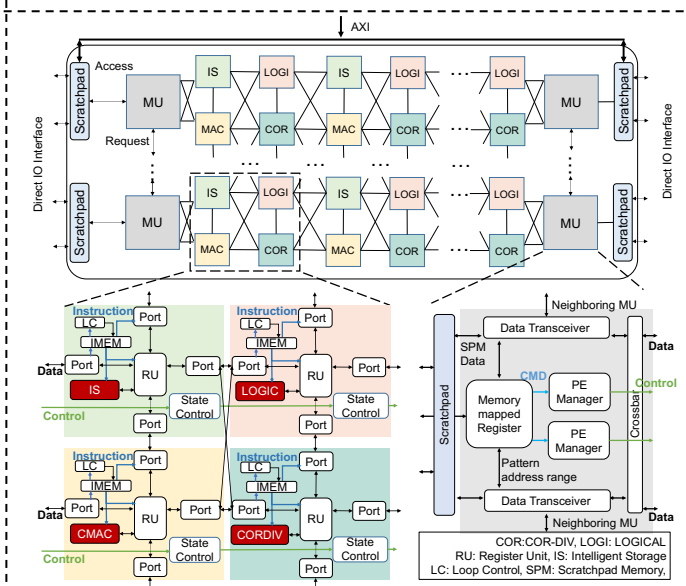 AXI
Direct IO Interface
Scratchpad
Access
MU
Request
IS
LOGI
IS
LOGI
LOGI
MAC
COR
MAC
COR
COR
MU
Scratchpad
Direct IO Interface
Scratchpad
MU
IS
LOGI
IS
LOGI
LOGI
MAC
COR
MAC
COR
COR
MU
Scratchpad
Instruction
LC
IMEM
Port
Port
Data
IS
RU
Port
Control
State
Control
Port
Instruction
LC
IMEM
Port
Port
LOGIC
RU
Port
State
Control
Port
Instruction
LC
IMEM
Port
Data
Port
CMAC
RU
Port
Control
State
Control
Port
Instruction
LC
IMEM
Port
Port
CORDIV
RU
Port
State
Control
Port
Scratchpad
Neighboring MU
Data Transceiver
SPM
Data
CMD
Memory
mapped
Register
PE
Manager
PE
Manager
Control
Data
Crossbar
Pattern
address range
Data Transceiver
Data
Neighboring MU
COR:COR-DIV, LOGI: LOGICAL
RU: Register Unit, IS: Intelligent Storage
LC: Loop Control, SPM: Scratchpad Memory,